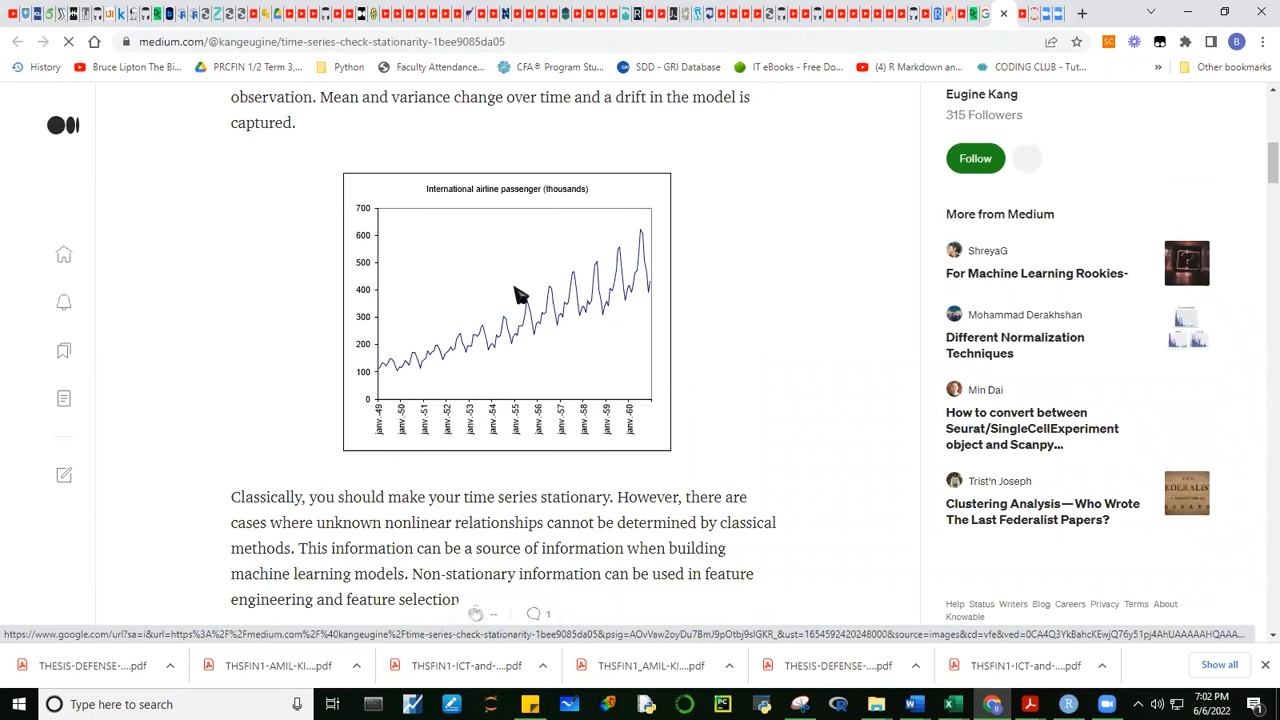 medium.com/@kangeugine/time-series-check-stationarity-1bee9085da05
History
Bruce Lipton The Bi...
PRCFIN 1/2 Term 3,...
Python
Faculty Attendance...
CFA® Program Stu...
SDD - GRI Database
IT eBooks - Free Do...
(4) R Markdown an...
CODING CLUB - Tut...
»
Other bookmarks
observation. Mean and variance change over time and a drift in the model is
captured.
International airline passenger (thousands)
700
600
500
400
300
200
100
0
janv.-49
janv.-50
janv.-51
janv.-52
janv.-53
janv.-54
janv.-55
janv.-56
janv.-57
janv.-58
janv.-59
janv.-60
Classically, you should make your time series stationary. However, there are
cases where unknown nonlinear relationships cannot be determined by classical
methods. This information can be a source of information when building
machine learning models. Non-stationary information can be used in feature
engineering and feature selection
--
1
Eugine Kang
315 Followers
Follow
More from Medium
ShreyaG
For Machine Learning Rookies-
Mohammad Derakhshan
Different Normalization
Techniques
Min Dai
How to convert between
Seurat/SingleCellExperiment
object and Scanpy...
Trist'n Joseph
Clustering Analysis — Who Wrote
The Last Federalist Papers?
Help Status Writers Blog Careers Privacy Terms About
Knowable
THESIS-DEFENSE-....pdf
THSFIN1-AMIL-KI....pdf
THSFIN1-ICT-and-....pdf
THSFIN1_AMIL-KI....pdf
THESIS-DEFENSE-....pdf
THSFIN1-ICT-and-....pdf
Show all
Type here to search
7:02 PM
6/6/2022